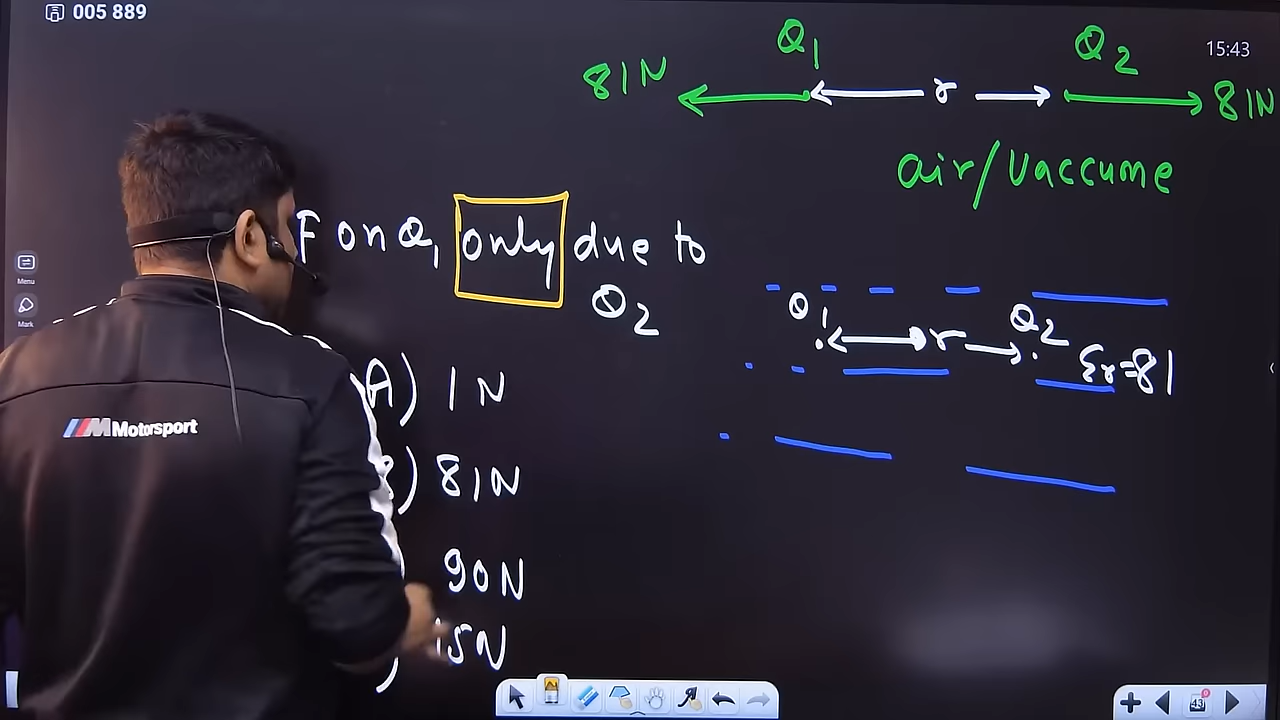 005 889
15:43
Q1 Q2
81N r 81N
air/Vaccume
F on Q1 only due to
Q2
Q1 r Q2
εr=81
A) 1N
B) 81N
) 90N
) 15N
Menu
Mark
M Motorsport
43